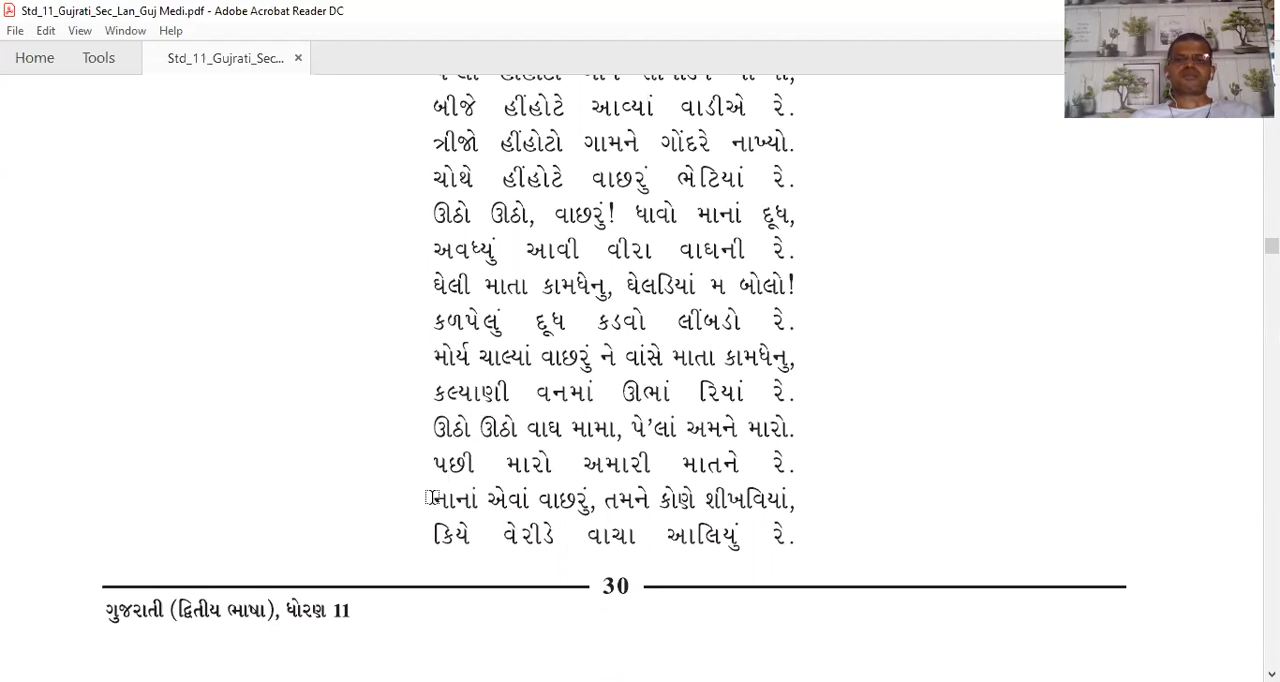 Std_11_Gujrati_Sec_Lan_Guj Medi.pdf - Adobe Acrobat Reader DC
File Edit View Window Help
Home Tools Std_11_Gujrati_Sec... ×
બીજે હીંહોટે આવ્યાં વાડીએ રે.
ત્રીજો હીંહોટો ગામને ગોંદરે નાખ્યો.
ચોથે હીંહોટે વાછરું ભેટિયાં રે.
ઊઠો ઊઠો, વાછરું! ધાવો માનાં દૂધ,
અવધ્યું આવી વીરા વાઘની રે.
ઘેલી માતા કામધેનુ, ઘેલડિયાં મ બોલો!
કળપેલું દૂધ કડવો લીંબડો રે.
મોર્ય ચાલ્યાં વાછરું ને વાંસે માતા કામધેનુ,
કલ્યાણી વનમાં ઊભાં રિયાં રે.
ઊઠો ઊઠો વાઘ મામા, પે’લાં અમને મારો.
પછી મારો અમારી માતને રે.
નાનાં એવાં વાછરું, તમને કોણે શીખવિયાં,
કિયે વેરીડે વાચા આલિયું રે.
30
ગુજરાતી (દ્વિતીય ભાષા), ધોરણ 11